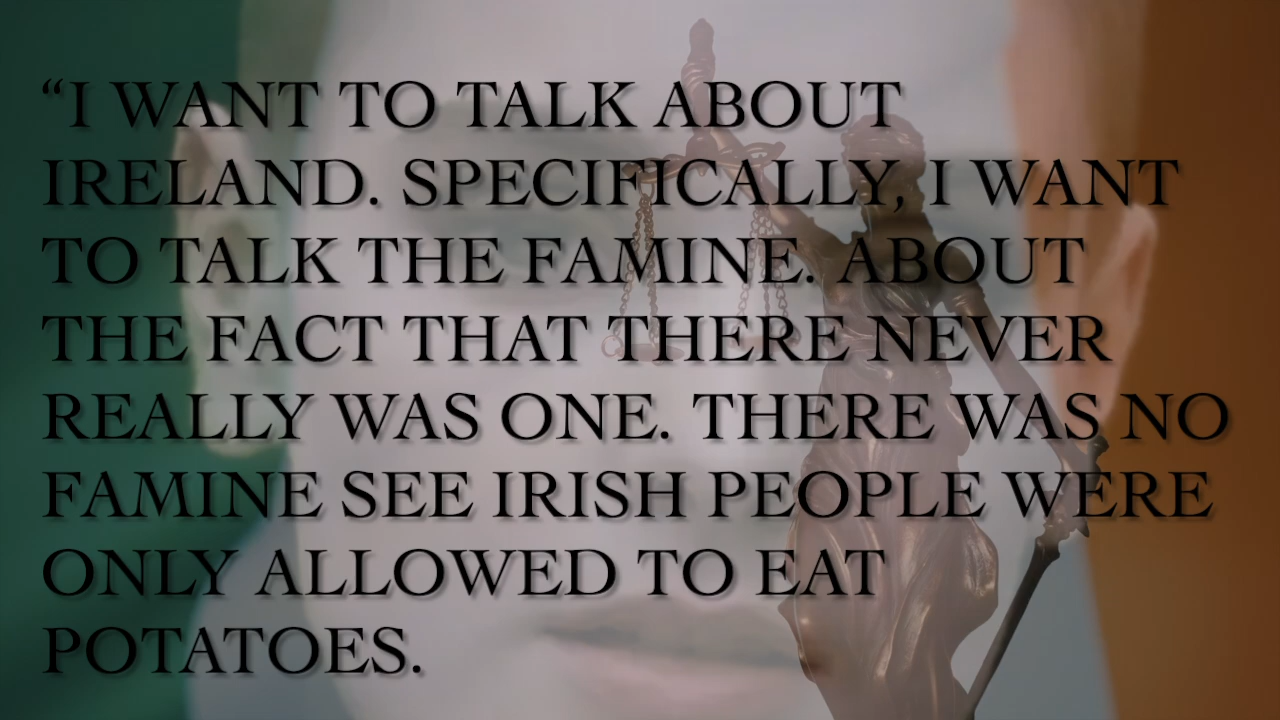 “I WANT TO TALK ABOUT
IRELAND. SPECIFICALLY, I WANT
TO TALK THE FAMINE. ABOUT
THE FACT THAT THERE NEVER
REALLY WAS ONE. THERE WAS NO
FAMINE SEE IRISH PEOPLE WERE
ONLY ALLOWED TO EAT
POTATOES.